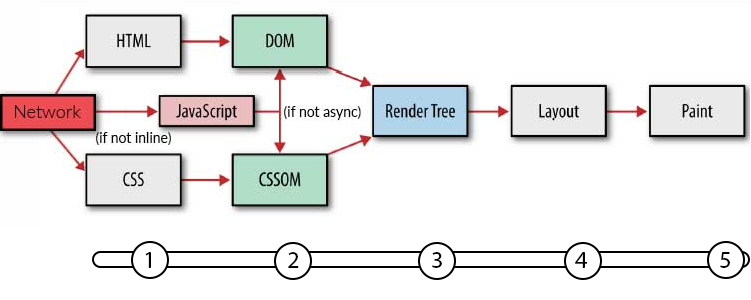 HTML
DOM
Network
JavaScript
(if not async)
Render Tree
Layout
Paint
(if not inline)
CSS
CSSOM
1
2
3
4
5